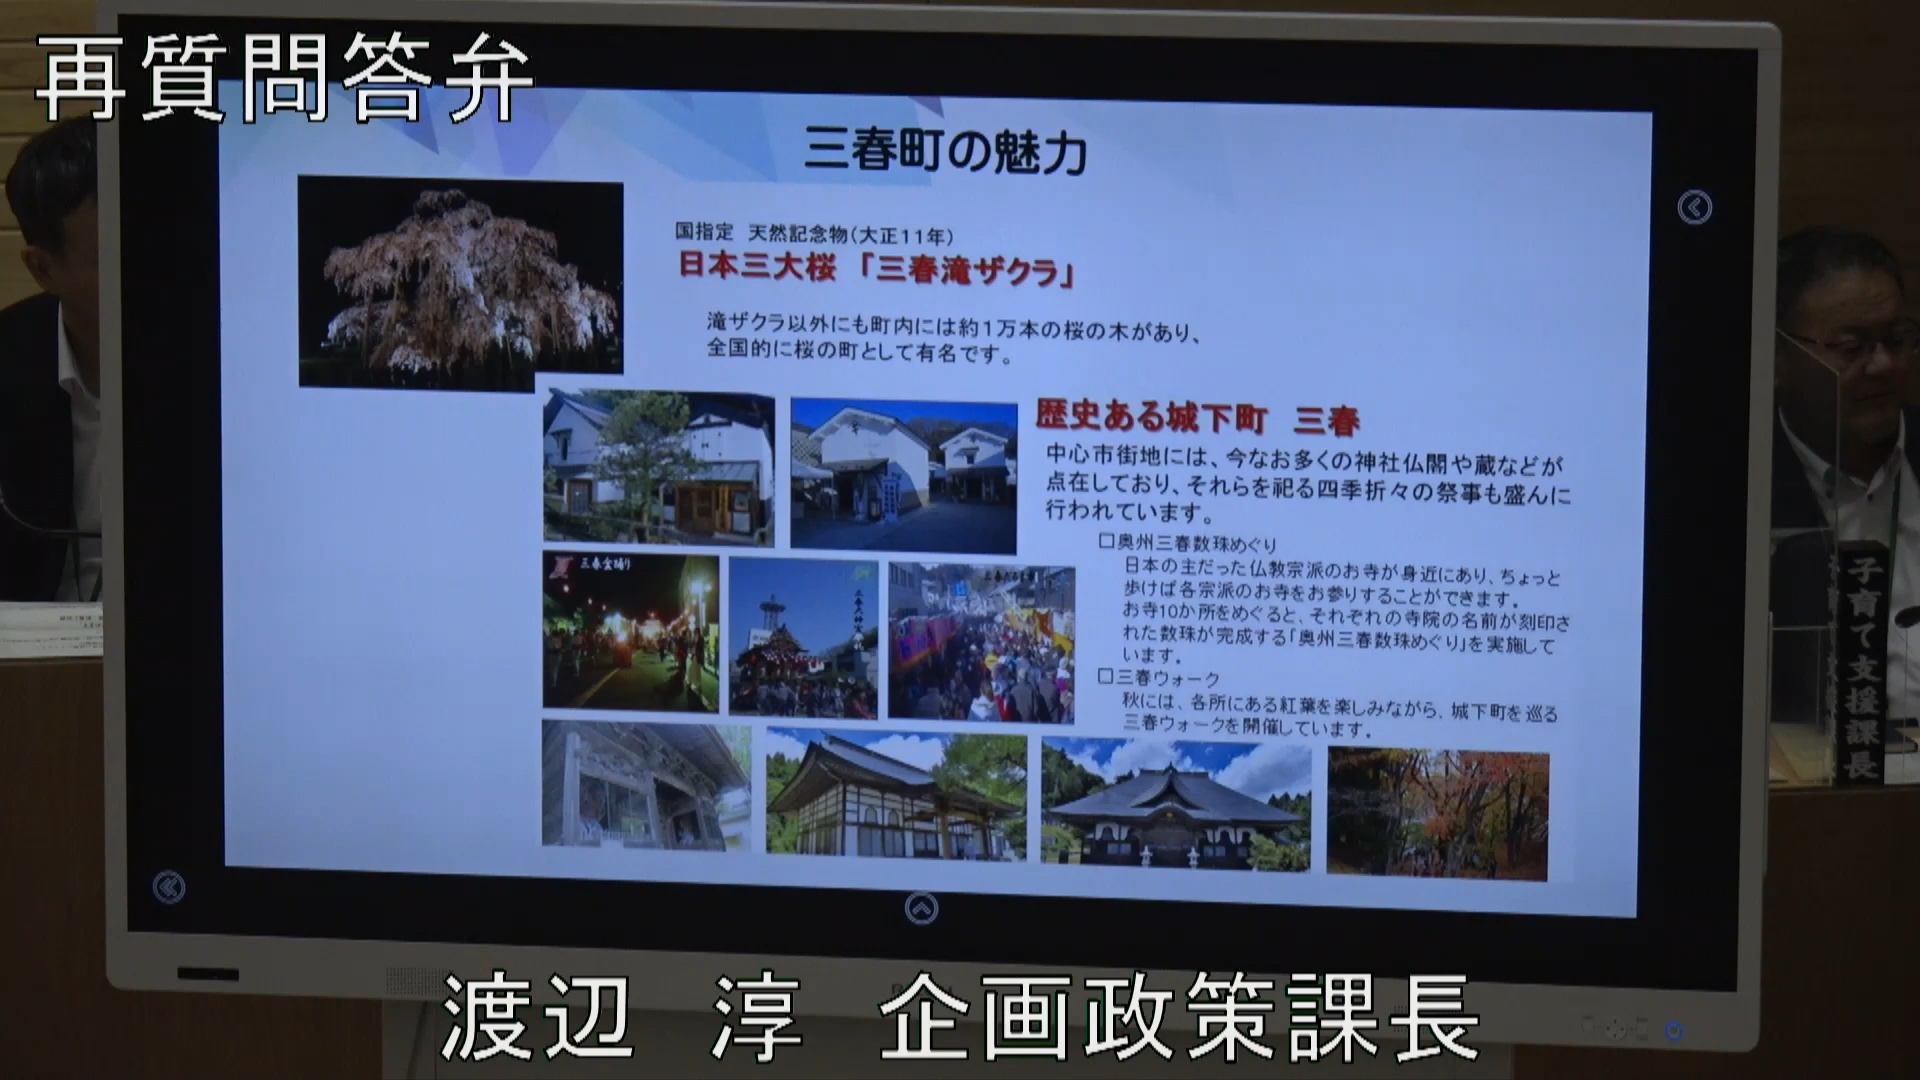 再質問答弁
三春町の魅力
国指定 天然記念物(大正11年)
日本三大桜 「三春滝ザクラ」
滝ザクラ以外にも町内には約1万本の桜の木があり、
全国的に桜の町として有名です。
歴史ある城下町 三春
中心市街地には、今なお多くの神社仏閣や蔵などが
点在しており、それらを祀る四季折々の祭事も盛んに
行われています。
□奥州三春数珠めぐり
日本の主だった仏教宗派のお寺が身近にあり、ちょっと
歩けば各宗派のお寺をお参りすることができます。
お寺10か所をめぐると、それぞれの寺院の名前が刻印さ
れた数珠が完成する「奥州三春数珠めぐり」を実施して
います。
□三春ウォーク
秋には、各所にある紅葉を楽しみながら、城下町を巡る
三春ウォークを開催しています。
三春盆踊り
三春だるま市
子育て支援課長
渡辺 淳 企画政策課長